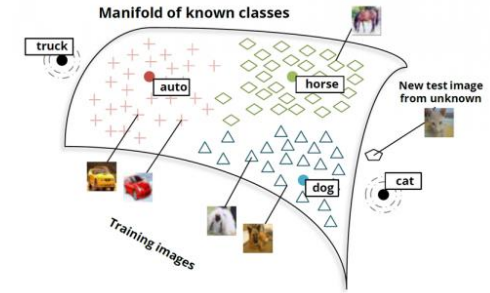 Manifold of known classes
truck
auto
horse
New test image
from unknown
dog
cat
Training images